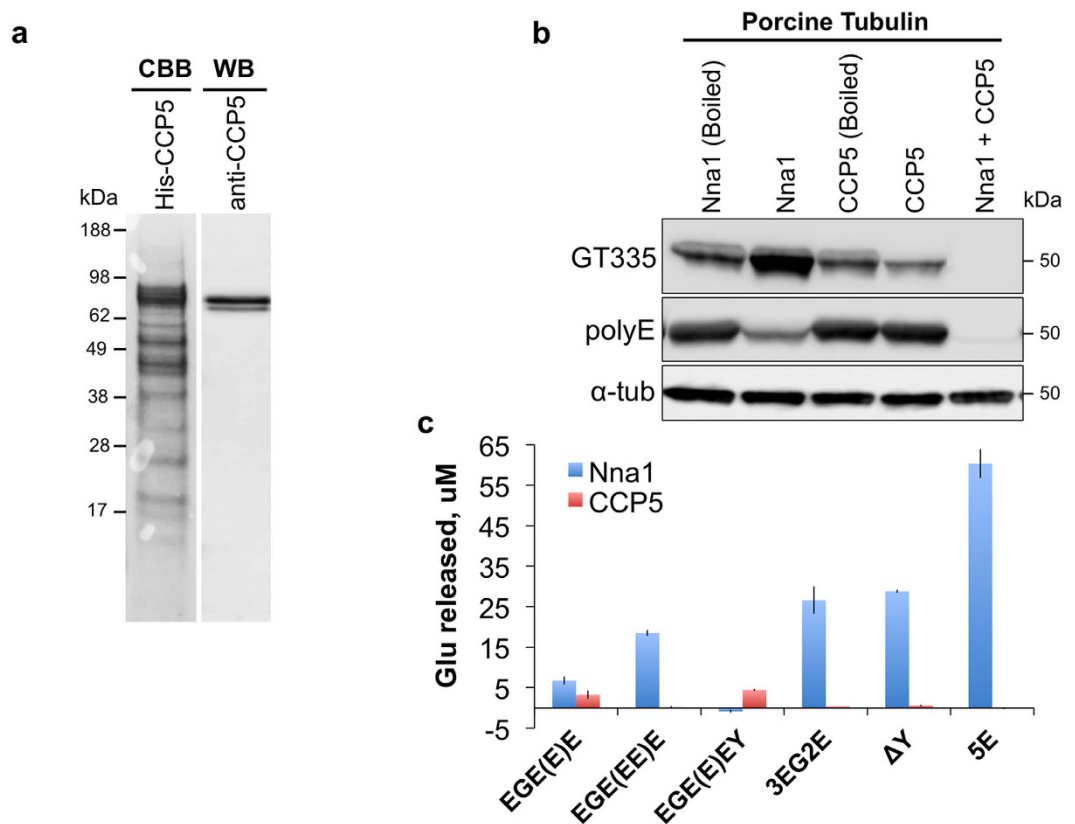 a
CBB WB
His-CCP5
anti-CCP5
kDa
188
98
62
49
38
28
17
b
Porcine Tubulin
Nna1 (Boiled)
Nna1
CCP5 (Boiled)
CCP5
Nna1 + CCP5
kDa
GT335 50
polyE 50
α-tub 50
c
65
55
45
35
25
15
5
-5
Glu released, uM
Nna1
CCP5
EGE(E)E
EGE(EE)E
EGE(E)EY
3EG2E
ΔY
5E